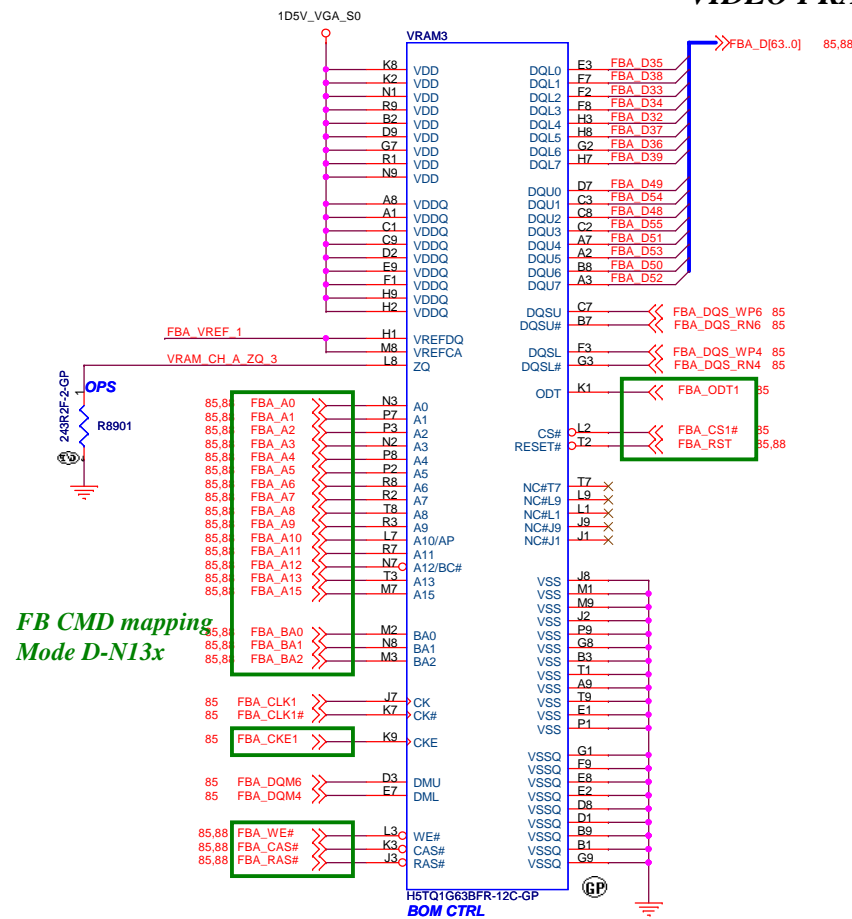 VIDEO FRA
1D5V_VGA_S0
VRAM3
FBA_D[63..0] 85,88
K8 VDD DQL0 E3 FBA_D35
K2 VDD DQL1 F7 FBA_D38
N1 VDD DQL2 F2 FBA_D33
R9 VDD DQL3 F8 FBA_D34
B2 VDD DQL4 H3 FBA_D32
D9 VDD DQL5 H8 FBA_D37
G7 VDD DQL6 G2 FBA_D36
R1 VDD DQL7 H7 FBA_D39
N9 VDD
DQU0 D7 FBA_D49
A8 VDDQ DQU1 C3 FBA_D54
A1 VDDQ DQU2 C8 FBA_D48
C1 VDDQ DQU3 C2 FBA_D55
C9 VDDQ DQU4 A7 FBA_D51
D2 VDDQ DQU5 A2 FBA_D53
E9 VDDQ DQU6 B8 FBA_D50
F1 VDDQ DQU7 A3 FBA_D52
H9 VDDQ
H2 VDDQ DQSU C7 FBA_DQS_WP6 85
DQSU# B7 FBA_DQS_RN6 85
FBA_VREF_1 H1 VREFDQ
M8 VREFCA DQSL F3 FBA_DQS_WP4 85
VRAM_CH_A_ZQ_3 L8 ZQ DQSL# G3 FBA_DQS_RN4 85
1 OPS
243R2F-2-GP
R8901
ODT K1 FBA_ODT1 85
85,88 FBA_A0 N3 A0
85,88 FBA_A1 P7 A1
85,88 FBA_A2 P3 A2 CS# L2 FBA_CS1# 85
85,88 FBA_A3 N2 A3 RESET# T2 FBA_RST 85,88
85,88 FBA_A4 P8 A4
85,88 FBA_A5 P2 A5
85,88 FBA_A6 R8 A6 NC#T7 T7
85,88 FBA_A7 R2 A7 NC#L9 L9
85,88 FBA_A8 T8 A8 NC#L1 L1
85,88 FBA_A9 R3 A9 NC#J9 J9
85,88 FBA_A10 L7 A10/AP NC#J1 J1
85,88 FBA_A11 R7 A11
85,88 FBA_A12 N7 A12/BC#
85,88 FBA_A13 T3 A13 VSS J8
85,88 FBA_A15 M7 A15 VSS M1
VSS M9
FB CMD mapping
Mode D-N13x
VSS J2
85,88 FBA_BA0 M2 BA0 VSS P9
85,88 FBA_BA1 N8 BA1 VSS G8
85,88 FBA_BA2 M3 BA2 VSS B3
VSS T1
VSS A9
85 FBA_CLK1 J7 CK VSS T9
85 FBA_CLK1# K7 CK# VSS E1
VSS P1
85 FBA_CKE1 K9 CKE
VSSQ G1
VSSQ F9
85 FBA_DQM6 D3 DMU VSSQ E8
85 FBA_DQM4 E7 DML VSSQ E2
VSSQ D8
VSSQ D1
85,88 FBA_WE# L3 WE# VSSQ B9
85,88 FBA_CAS# K3 CAS# VSSQ B1
85,88 FBA_RAS# J3 RAS# VSSQ G9
H5TQ1G63BFR-12C-GP
GP
BOM CTRL